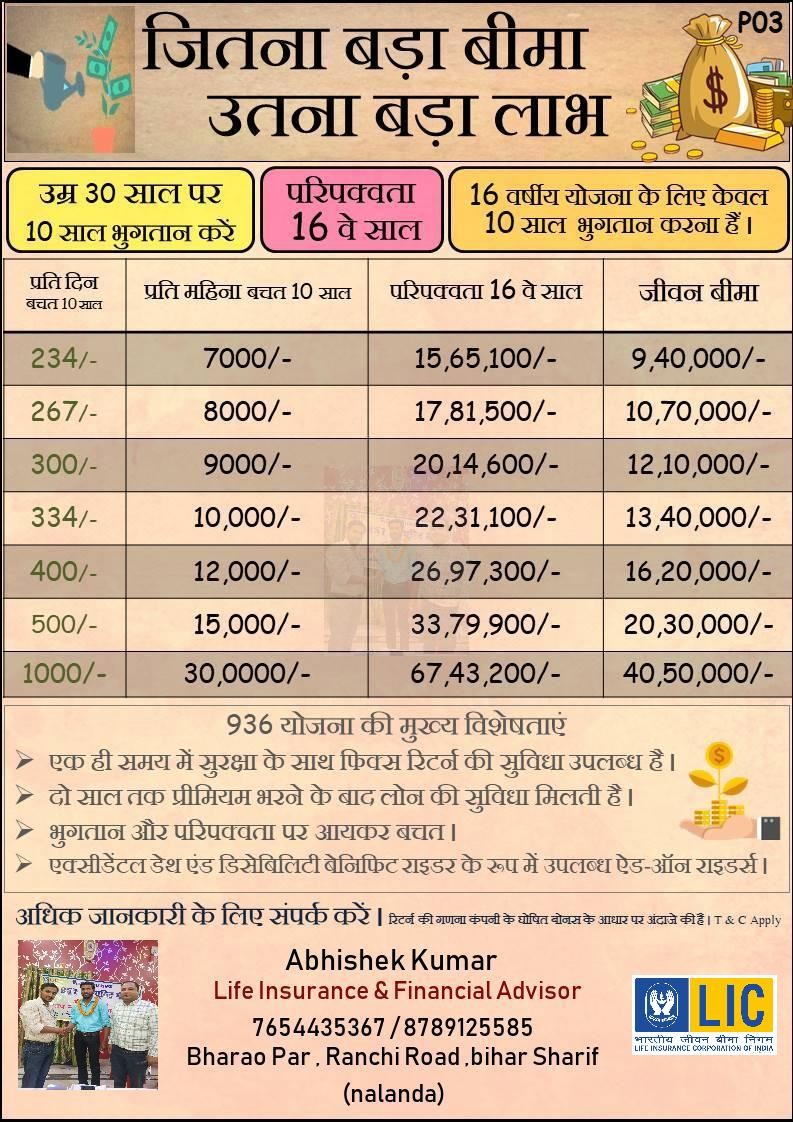 P03
जितना बड़ा बीमा
उतना बड़ा लाभ
उम्र 30 साल पर
10 साल भुगतान करें
परिपक्वता
16 वे साल
16 वर्षीय योजना के लिए केवल
10 साल भुगतान करना हैं।
प्रति दिन
बचत 10 साल
प्रति महिना बचत 10 साल
परिपक्वता 16 वे साल
जीवन बीमा
234/- 7000/- 15,65,100/- 9,40,000/-
267/- 8000/- 17,81,500/- 10,70,000/-
300/- 9000/- 20,14,600/- 12,10,000/-
334/- 10,000/- 22,31,100/- 13,40,000/-
400/- 12,000/- 26,97,300/- 16,20,000/-
500/- 15,000/- 33,79,900/- 20,30,000/-
1000/- 30,0000/- 67,43,200/- 40,50,000/-
936 योजना की मुख्य विशेषताएं
➢ एक ही समय में सुरक्षा के साथ फिक्स रिटर्न की सुविधा उपलब्ध है।
➢ दो साल तक प्रीमियम भरने के बाद लोन की सुविधा मिलती है।
➢ भुगतान और परिपक्वता पर आयकर बचत।
➢ एक्सीडेंटल डेथ एंड डिसेबिलिटी बेनिफिट राइडर के रूप में उपलब्ध ऐड-ऑन राइडर्स।
अधिक जानकारी के लिए संपर्क करें। रिटर्न की गणना कंपनी के घोषित बोनस के आधार पर अंदाजे की है। T & C Apply
Abhishek Kumar
Life Insurance & Financial Advisor
7654435367 / 8789125585
Bharao Par , Ranchi Road ,bihar Sharif
(nalanda)
LIC
भारतीय जीवन बीमा निगम
LIFE INSURANCE CORPORATION OF INDIA